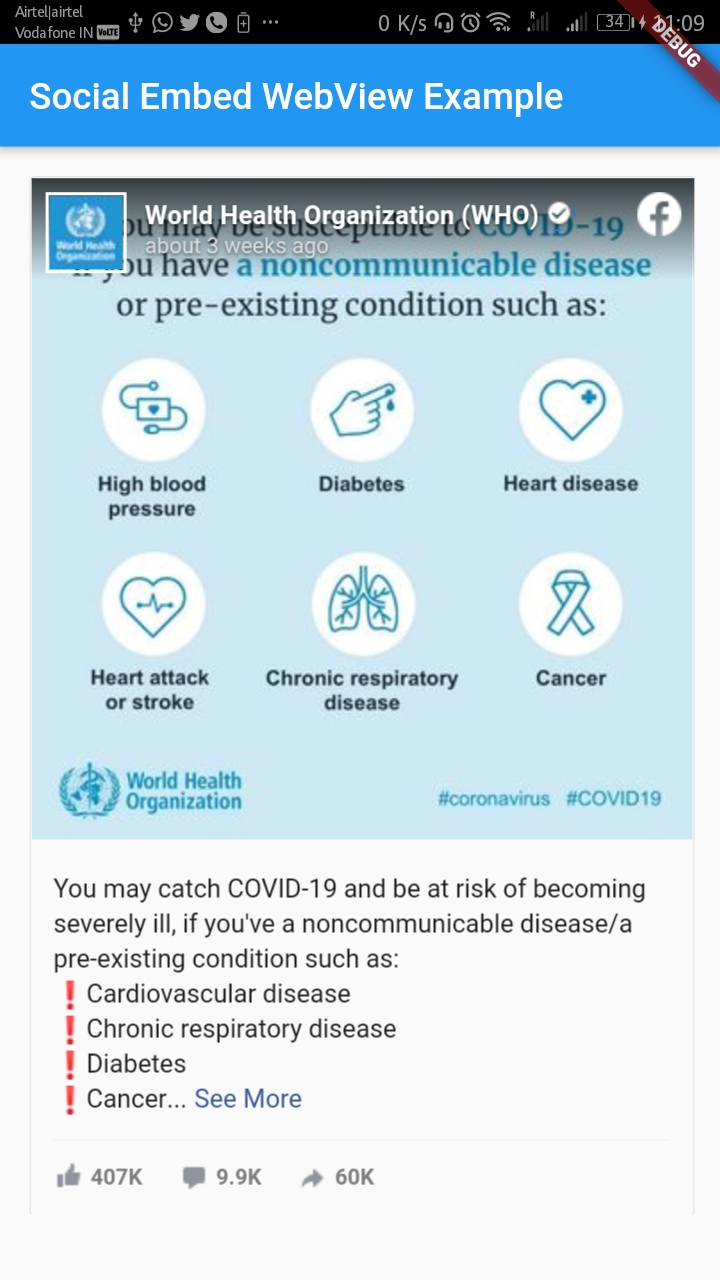 Airtel|airtel
Vodafone IN VoLTE
0 K/s R 34 11:09
DEBUG
Social Embed WebView Example
World Health Organization (WHO)
about 3 weeks ago
World Health
Organization
you may be susceptible to COVID-19
if you have a noncommunicable disease
or pre-existing condition such as:
High blood
pressure
Diabetes
Heart disease
Heart attack
or stroke
Chronic respiratory
disease
Cancer
World Health
Organization
#coronavirus #COVID19
You may catch COVID-19 and be at risk of becoming
severely ill, if you've a noncommunicable disease/a
pre-existing condition such as:
❗Cardiovascular disease
❗Chronic respiratory disease
❗Diabetes
❗Cancer... See More
407K 9.9K 60K